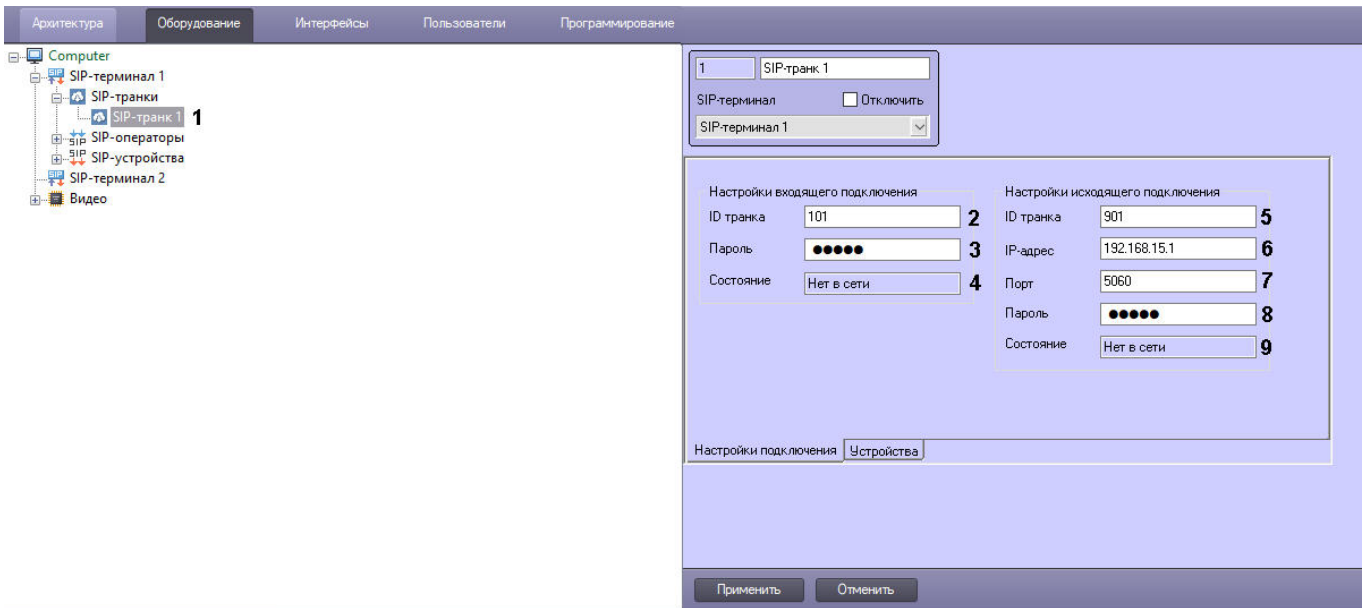 Архитектура Оборудование Интерфейсы Пользователи Программирование
Computer
SIP-терминал 1
SIP-транки
SIP-транк 1 1
SIP-операторы
SIP-устройства
SIP-терминал 2
Видео
1 SIP-транк 1
SIP-терминал Отключить
SIP-терминал 1
Настройки входящего подключения
ID транка 101 2
Пароль ●●●●● 3
Состояние Нет в сети 4
Настройки исходящего подключения
ID транка 901 5
IP-адрес 192.168.15.1 6
Порт 5060 7
Пароль ●●●●● 8
Состояние Нет в сети 9
Настройки подключения Устройства
Применить Отменить